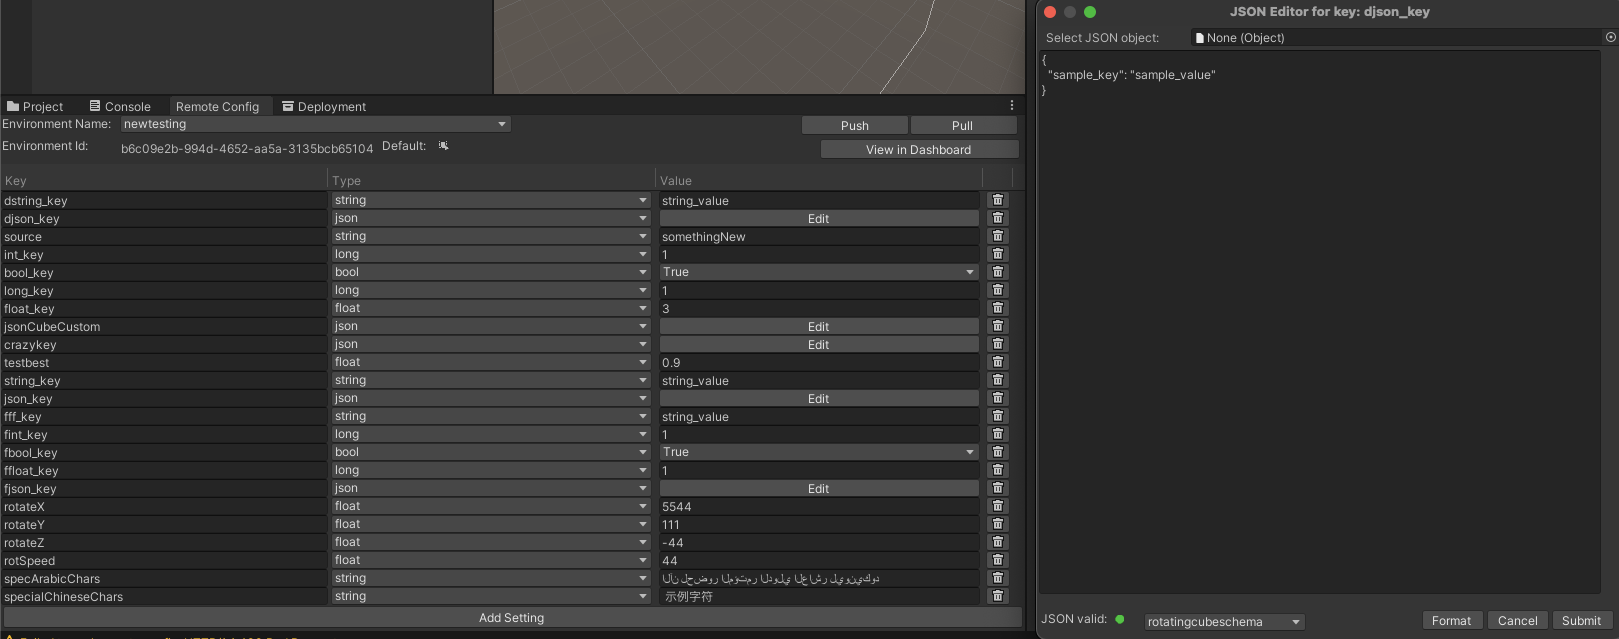 JSON Editor for key: djson_key
Select JSON object: None (Object)
{
"sample_key": "sample_value"
}
Project Console Remote Config Deployment
Environment Name: newtesting Push Pull
Environment Id: b6c09e2b-994d-4652-aa5a-3135bcb65104 Default: View in Dashboard
Key Type Value
dstring_key string string_value
djson_key json Edit
source string somethingNew
int_key long 1
bool_key bool True
long_key long 1
float_key float 3
jsonCubeCustom json Edit
crazykey json Edit
testbest float 0.9
string_key string string_value
json_key json Edit
fff_key string string_value
fint_key long 1
fbool_key bool True
ffloat_key long 1
fjson_key json Edit
rotateX float 5544
rotateY float 111
rotateZ float -44
rotSpeed float 44
specArabicChars string الآن لحضور المؤتمر الدولي العاشر ليونيكود
specialChineseChars string 示例字符
Add Setting
JSON valid: rotatingcubeschema Format Cancel Submit